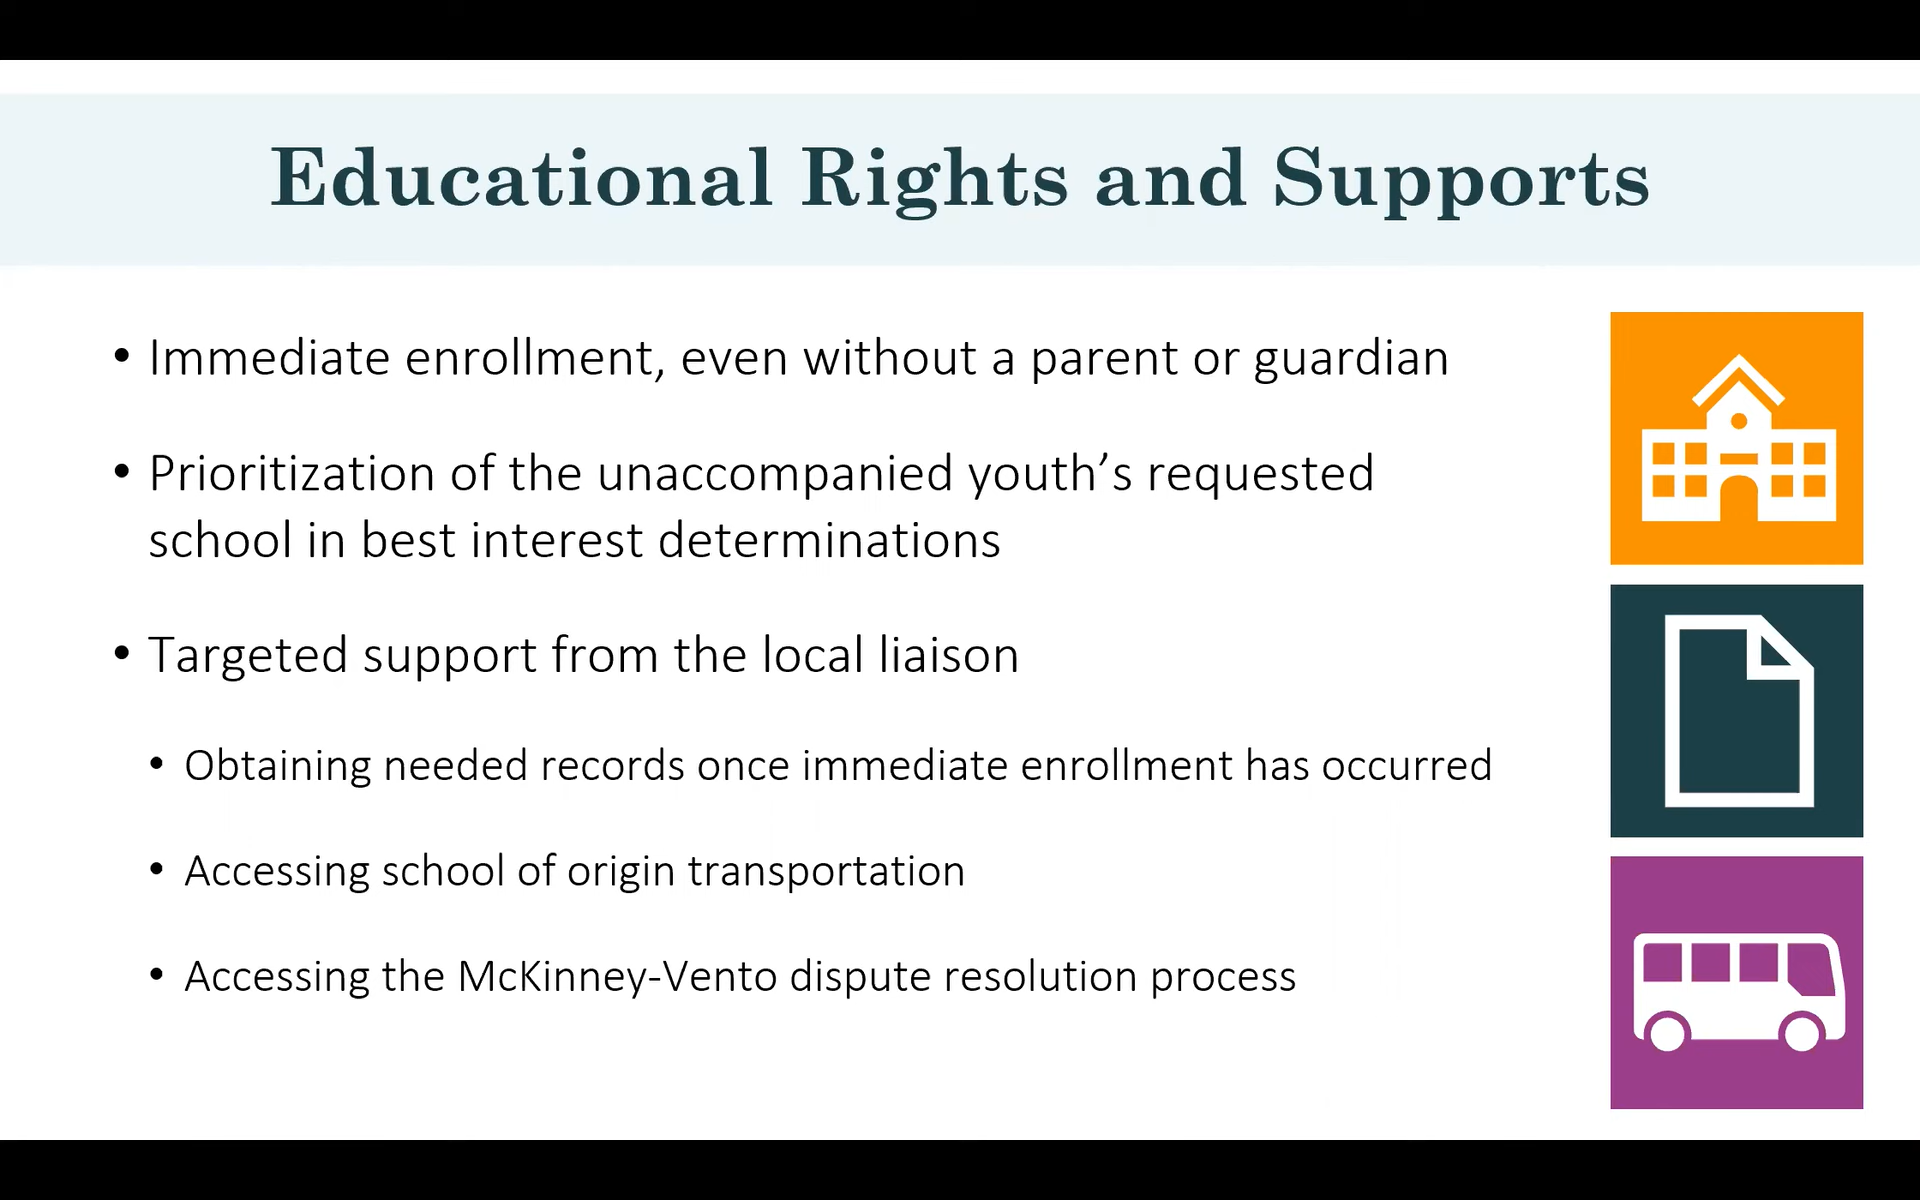 Educational Rights and Supports
• Immediate enrollment, even without a parent or guardian
• Prioritization of the unaccompanied youth’s requested
school in best interest determinations
• Targeted support from the local liaison
• Obtaining needed records once immediate enrollment has occurred
• Accessing school of origin transportation
• Accessing the McKinney-Vento dispute resolution process